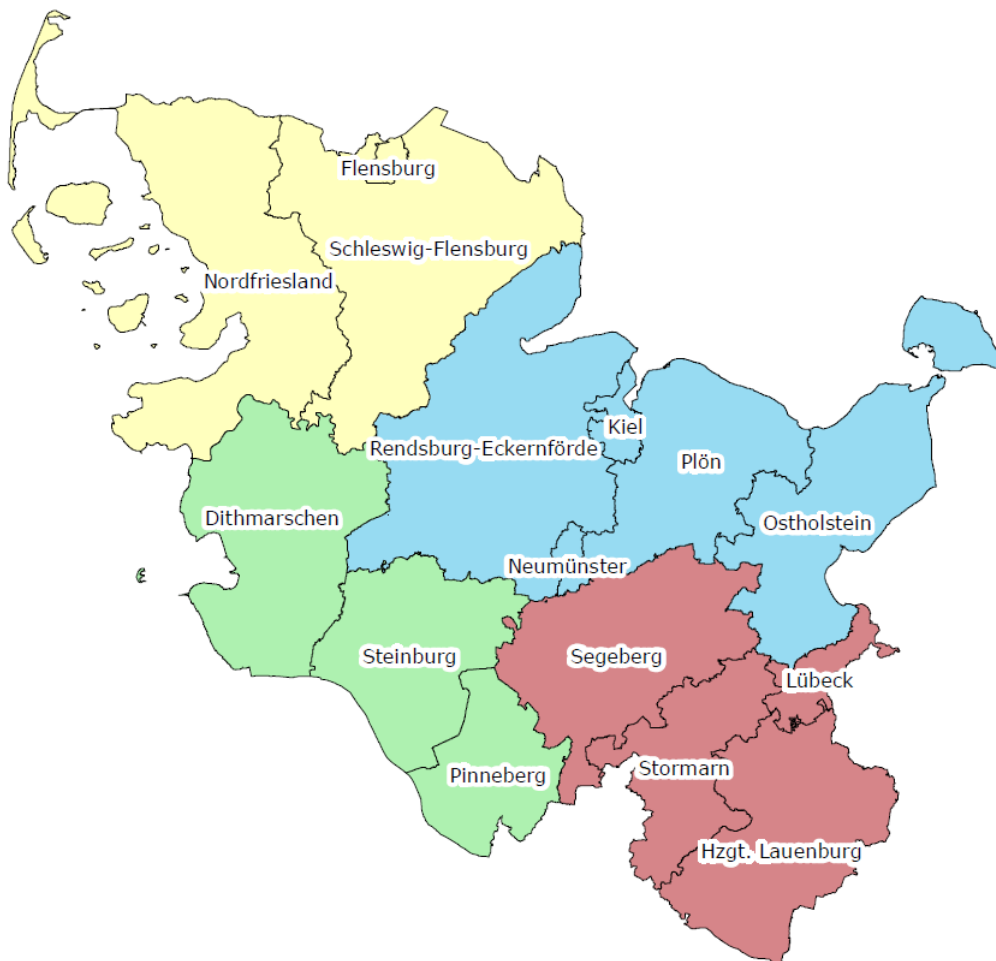 Flensburg
Schleswig-Flensburg
Nordfriesland
Kiel
Rendsburg-Eckernförde
Plön
Dithmarschen
Ostholstein
Neumünster
Steinburg
Segeberg
Lübeck
Pinneberg
Stormarn
Hzgt. Lauenburg